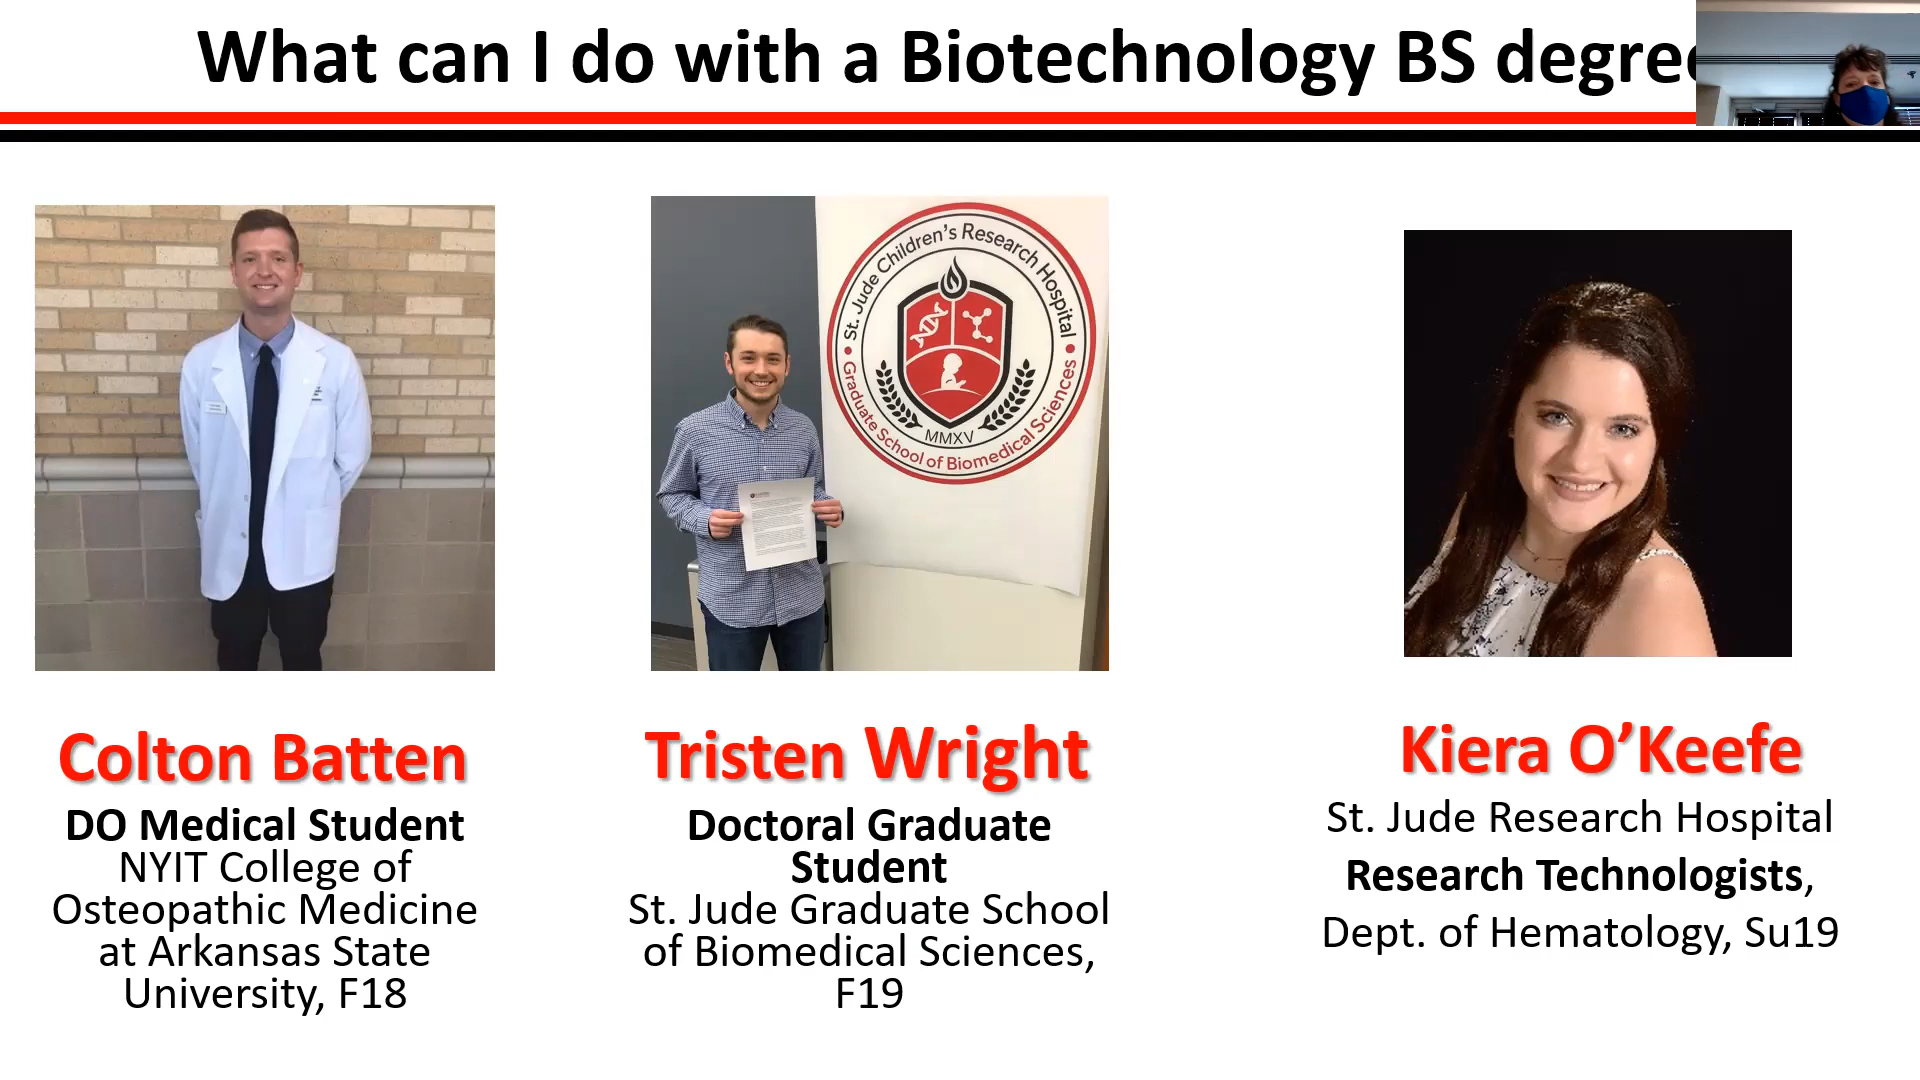 What can I do with a Biotechnology BS degree
St. Jude Children's Research Hospital
Graduate School of Biomedical Sciences
MMXV
Colton Batten
DO Medical Student
NYIT College of
Osteopathic Medicine
at Arkansas State
University, F18
Tristen Wright
Doctoral Graduate
Student
St. Jude Graduate School
of Biomedical Sciences,
F19
Kiera O’Keefe
St. Jude Research Hospital
Research Technologists,
Dept. of Hematology, Su19